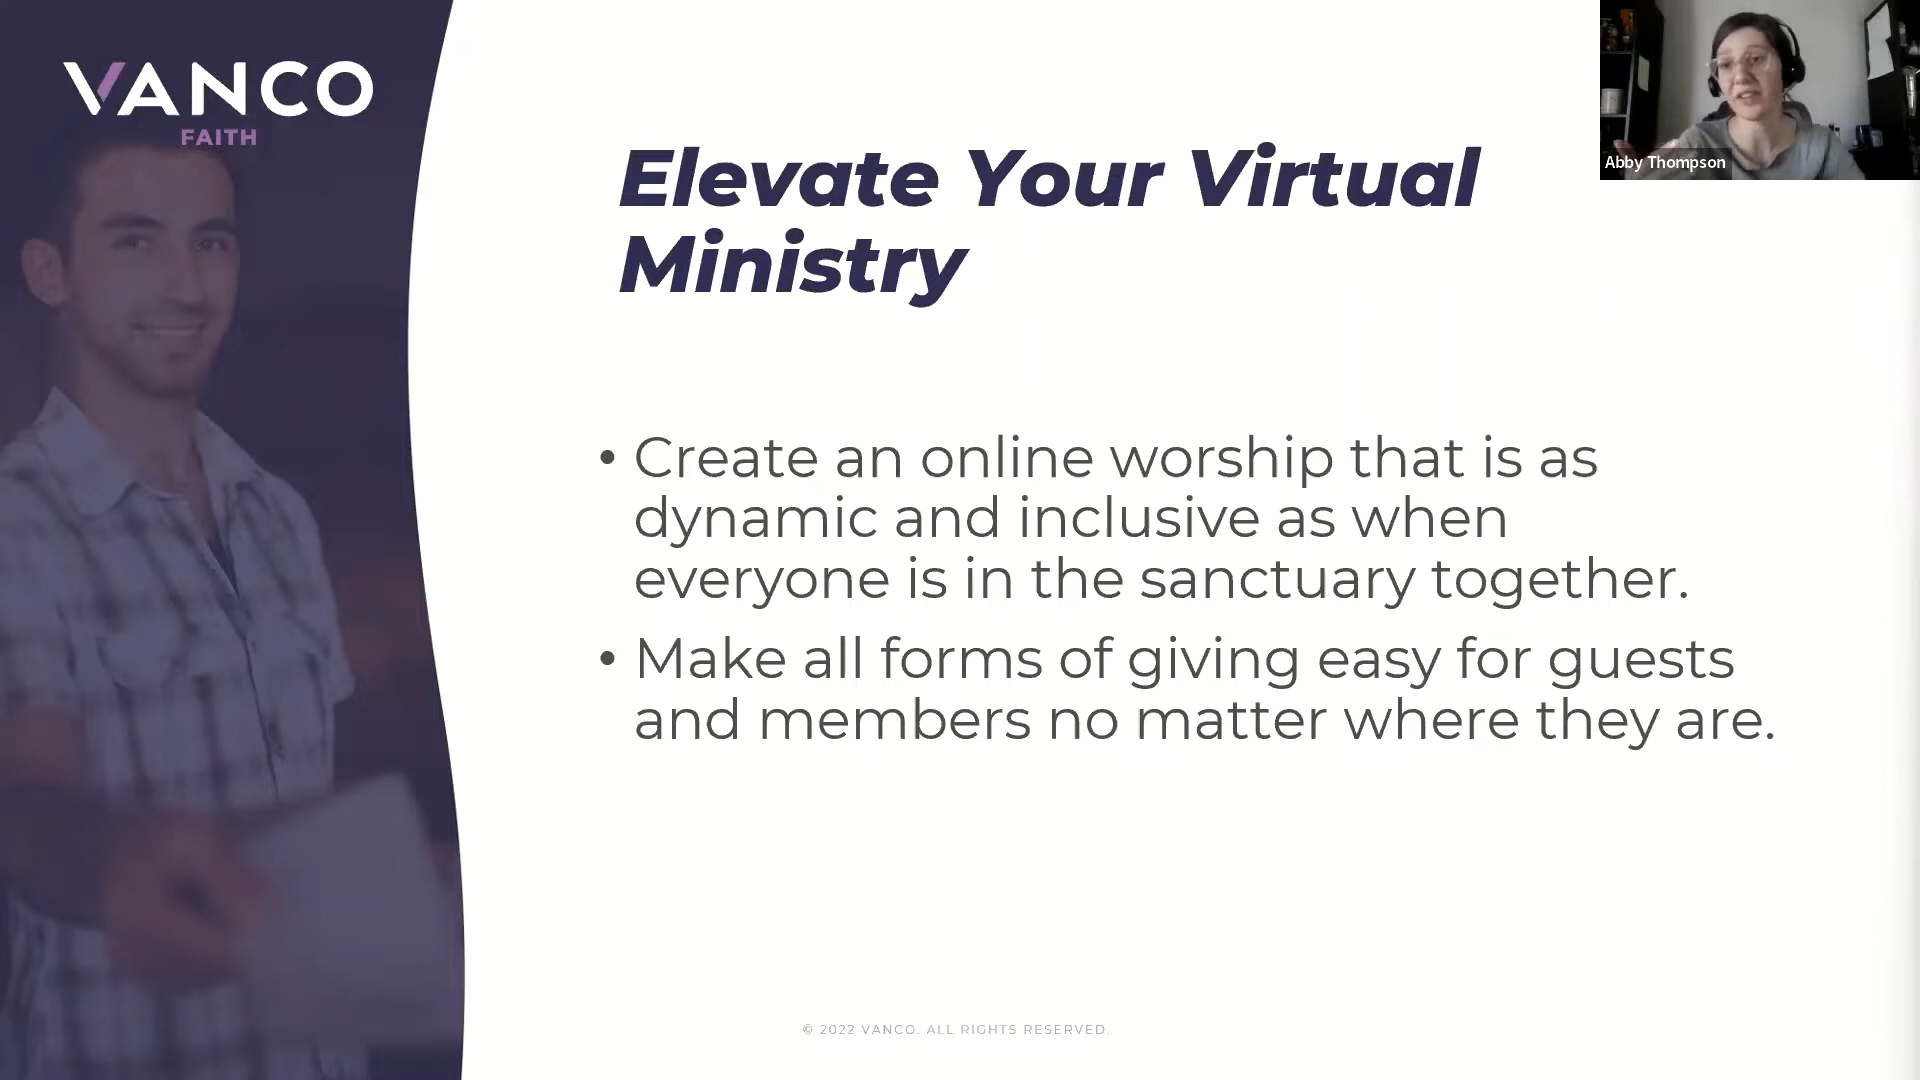 VANCO
FAITH
Abby Thompson
Elevate Your Virtual
Ministry
• Create an online worship that is as
dynamic and inclusive as when
everyone is in the sanctuary together.
• Make all forms of giving easy for guests
and members no matter where they are.
© 2022 VANCO. ALL RIGHTS RESERVED.